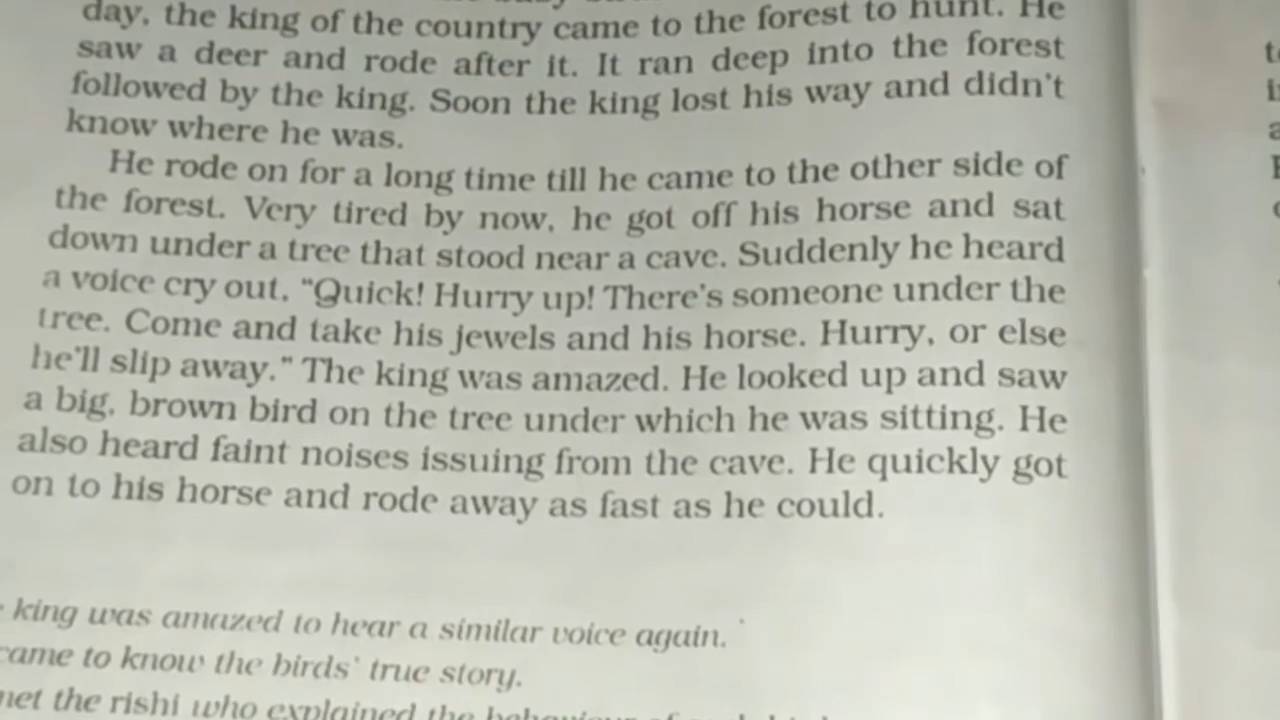 day, the king of the country came to the forest to hunt. He
saw a deer and rode after it. It ran deep into the forest
followed by the king. Soon the king lost his way and didn't
know where he was.
He rode on for a long time till he came to the other side of
the forest. Very tired by now, he got off his horse and sat
down under a tree that stood near a cave. Suddenly he heard
a voice cry out, "Quick! Hurry up! There's someone under the
tree. Come and take his jewels and his horse. Hurry, or else
he'll slip away." The king was amazed. He looked up and saw
a big, brown bird on the tree under which he was sitting. He
also heard faint noises issuing from the cave. He quickly got
on to his horse and rode away as fast as he could.
king was amazed to hear a similar voice again.
came to know the birds' true story.
met the rishi who explained the